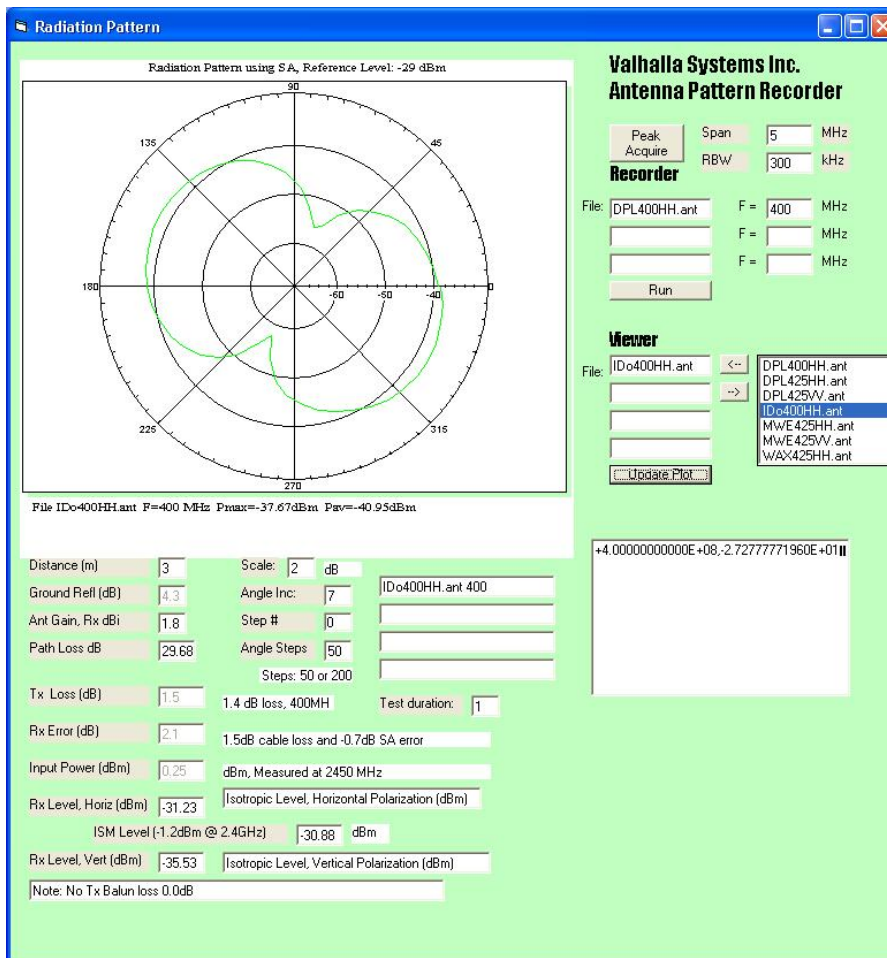 Radiation Pattern
Radiation Pattern using SA, Reference Level: -29 dBm
90
135
45
180
-60
-50
-40
0
225
315
270
File IDo400HH.ant F=400 MHz Pmax=-37.67dBm Pav=-40.95dBm
Valhalla Systems Inc.
Antenna Pattern Recorder
Peak Acquire
Span 5 MHz
RBW 300 kHz
Recorder
File: DPL400HH.ant F = 400 MHz
F = MHz
F = MHz
Run
Viewer
File: IDo400HH.ant <-- -->
DPL400HH.ant
DPL425HH.ant
DPL425VV.ant
IDo400HH.ant
MWE425HH.ant
MWE425VV.ant
WAX425HH.ant
Update Plot
+4.00000000000E+08,-2.72777771960E+01
Distance (m) 3 Scale: 2 dB
Ground Refl (dB) 4.3 Angle Inc: 7 IDo400HH.ant 400
Ant Gain, Rx dBi 1.8 Step # 0
Path Loss dB 29.68 Angle Steps 50
Steps: 50 or 200
Tx Loss (dB) 1.5 1.4 dB loss, 400MH Test duration: 1
Rx Error (dB) 2.1 1.5dB cable loss and -0.7dB SA error
Input Power (dBm) 0.25 dBm, Measured at 2450 MHz
Rx Level, Horiz (dBm) -31.23 Isotropic Level, Horizontal Polarization (dBm)
ISM Level (-1.2dBm @ 2.4GHz) -30.88 dBm
Rx Level, Vert (dBm) -35.53 Isotropic Level, Vertical Polarization (dBm)
Note: No Tx Balun loss 0.0dB